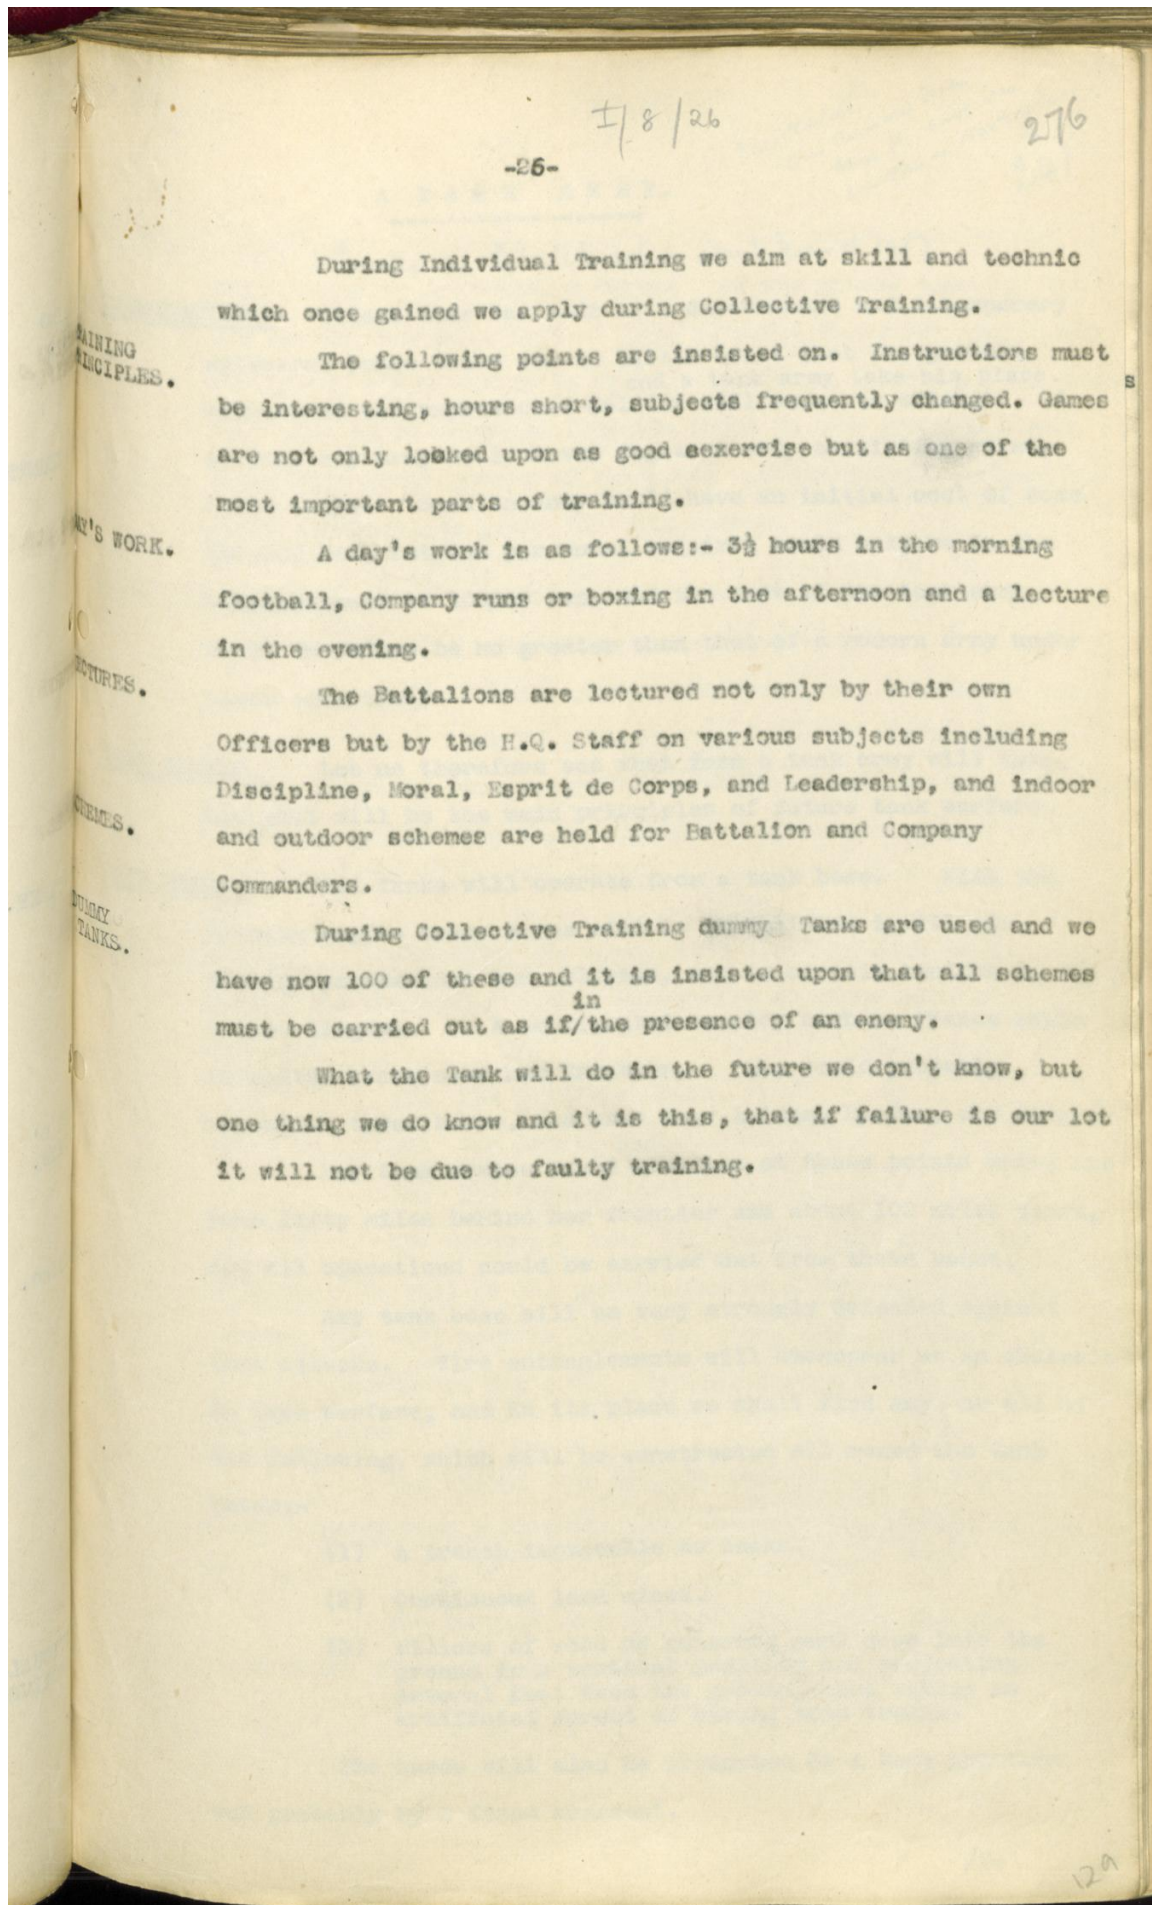 I/8/26
276
-26-
During Individual Training we aim at skill and technic
which once gained we apply during Collective Training.
AINING
INCIPLES.
The following points are insisted on. Instructions must
s
be interesting, hours short, subjects frequently changed. Games
are not only looked upon as good eexercise but as one of the
most important parts of training.
AY'S WORK.
A day's work is as follows:- 3½ hours in the morning
football, Company runs or boxing in the afternoon and a lecture
in the evening.
ECTURES.
The Battalions are lectured not only by their own
Officers but by the H.Q. Staff on various subjects including
Discipline, Moral, Esprit de Corps, and Leadership, and indoor
CHEMES.
and outdoor schemes are held for Battalion and Company
Commanders.
DUMMY
TANKS.
During Collective Training dummy Tanks are used and we
have now 100 of these and it is insisted upon that all schemes
in
must be carried out as if/the presence of an enemy.
What the Tank will do in the future we don't know, but
one thing we do know and it is this, that if failure is our lot
it will not be due to faulty training.
129